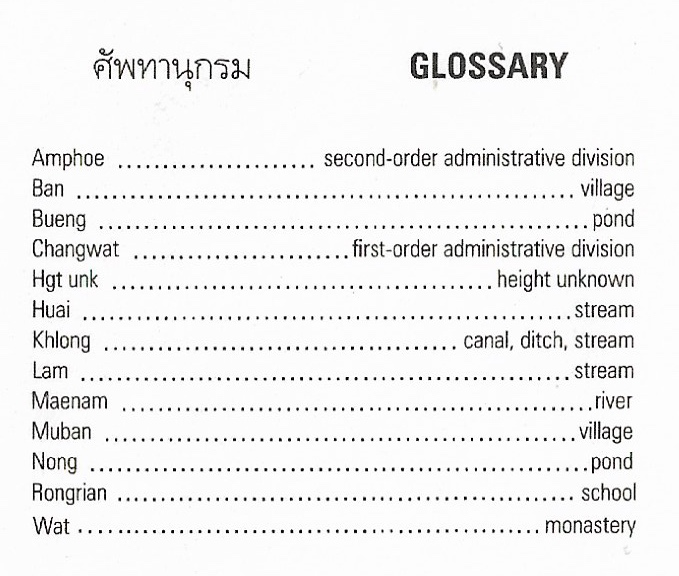 ศัพทานุกรม GLOSSARY
Amphoe ...................... second-order administrative division
Ban ........................................................ village
Bueng ....................................................... pond
Changwat ........................ first-order administrative division
Hgt unk ........................................... height unknown
Huai ....................................................... stream
Khlong ........................................ canal, ditch, stream
Lam ........................................................ stream
Maenam ...................................................... river
Muban ..................................................... village
Nong ........................................................ pond
Rongrian ................................................... school
Wat .................................................... monastery